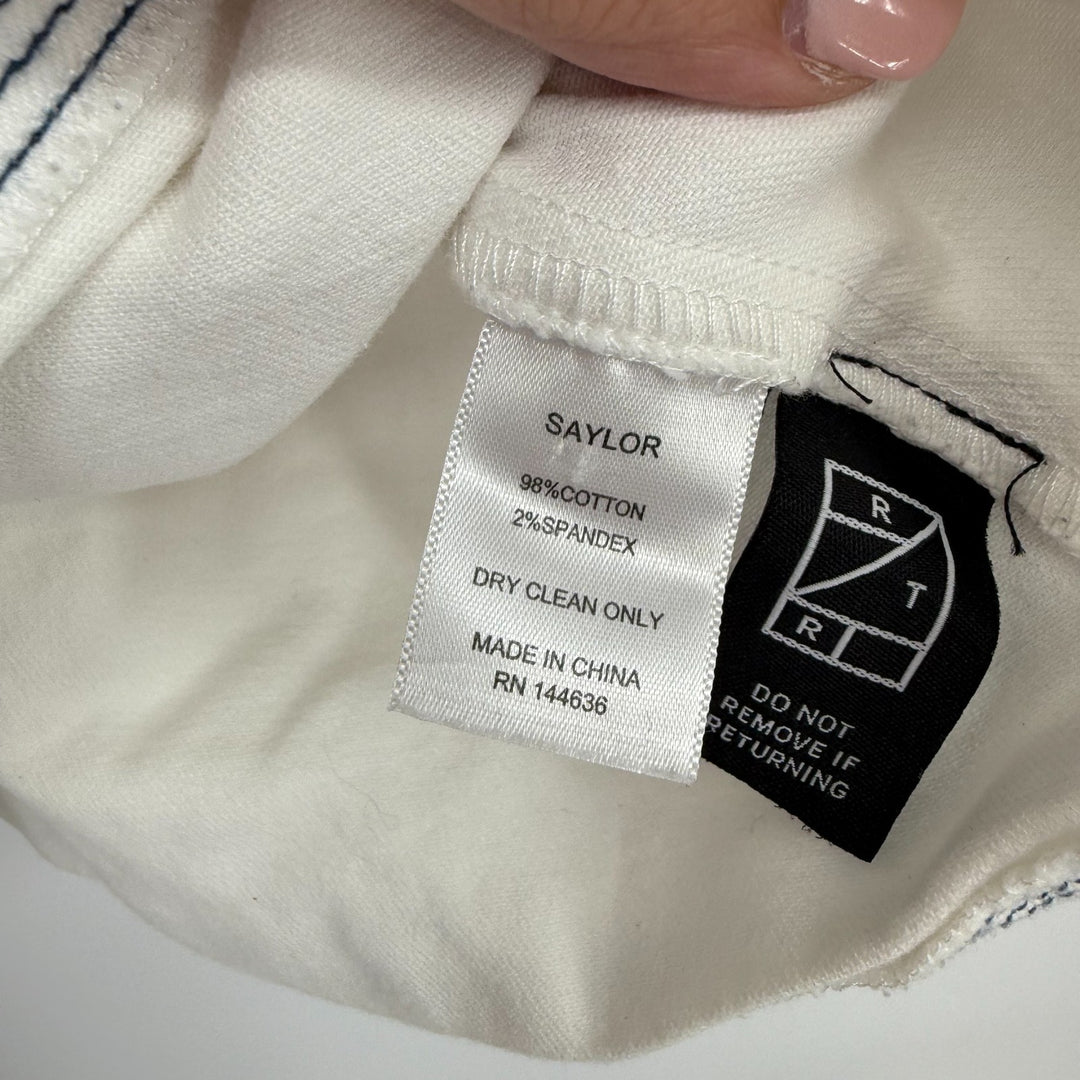 SAYLOR
98%COTTON
2%SPANDEX
DRY CLEAN ONLY
MADE IN CHINA
RN 144636
R
T
R
DO NOT
REMOVE IF
RETURNING